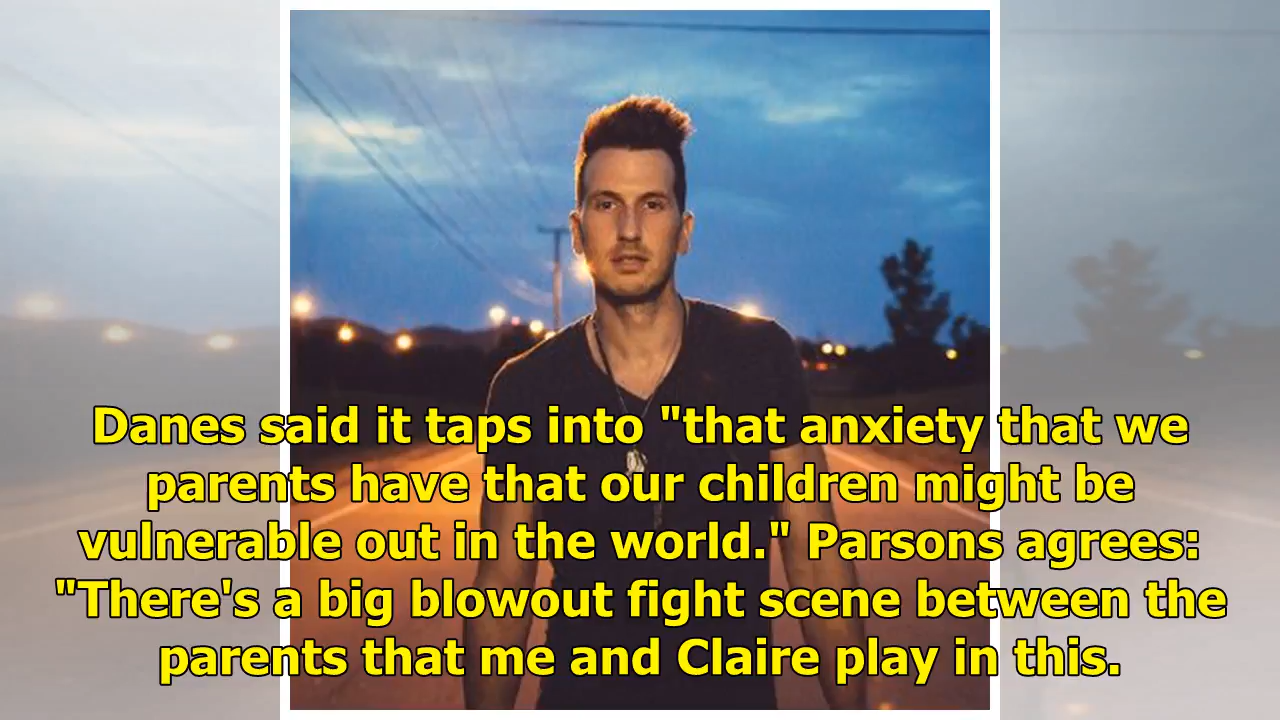 Danes said it taps into "that anxiety that we
parents have that our children might be
vulnerable out in the world." Parsons agrees:
"There's a big blowout fight scene between the
parents that me and Claire play in this.